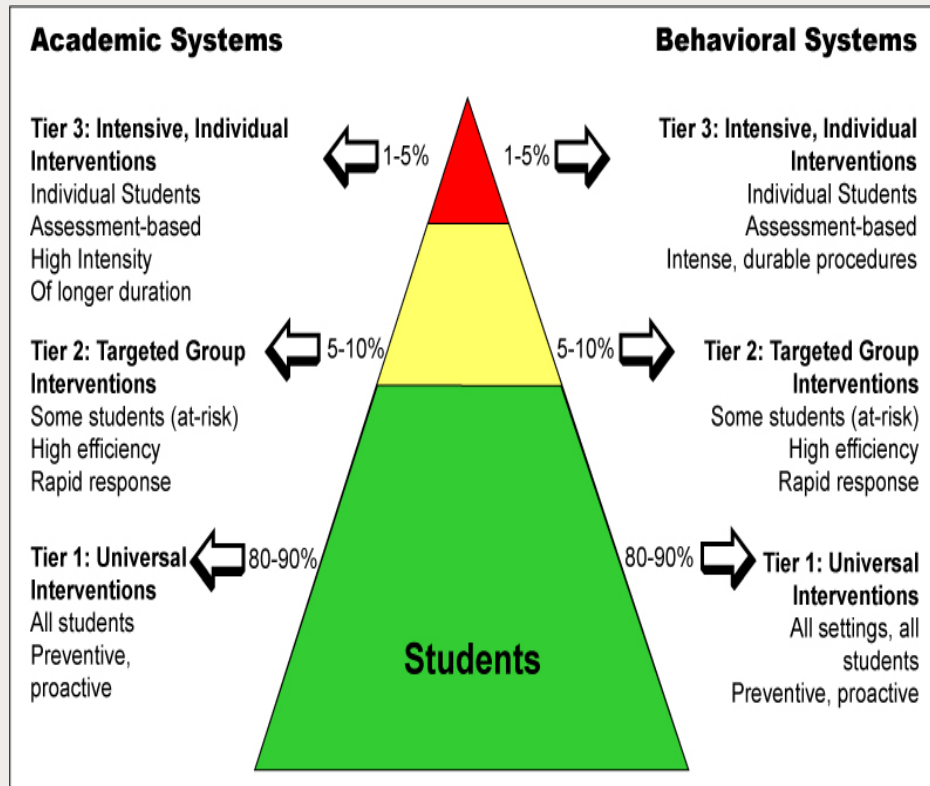 Academic Systems
Behavioral Systems
Tier 3: Intensive, Individual
Interventions
Individual Students
Assessment-based
High Intensity
Of longer duration
1-5%
1-5%
Tier 3: Intensive, Individual
Interventions
Individual Students
Assessment-based
Intense, durable procedures
Tier 2: Targeted Group
Interventions
Some students (at-risk)
High efficiency
Rapid response
5-10%
5-10%
Tier 2: Targeted Group
Interventions
Some students (at-risk)
High efficiency
Rapid response
Tier 1: Universal
Interventions
All students
Preventive,
proactive
80-90%
80-90%
Tier 1: Universal
Interventions
All settings, all
students
Preventive, proactive
Students